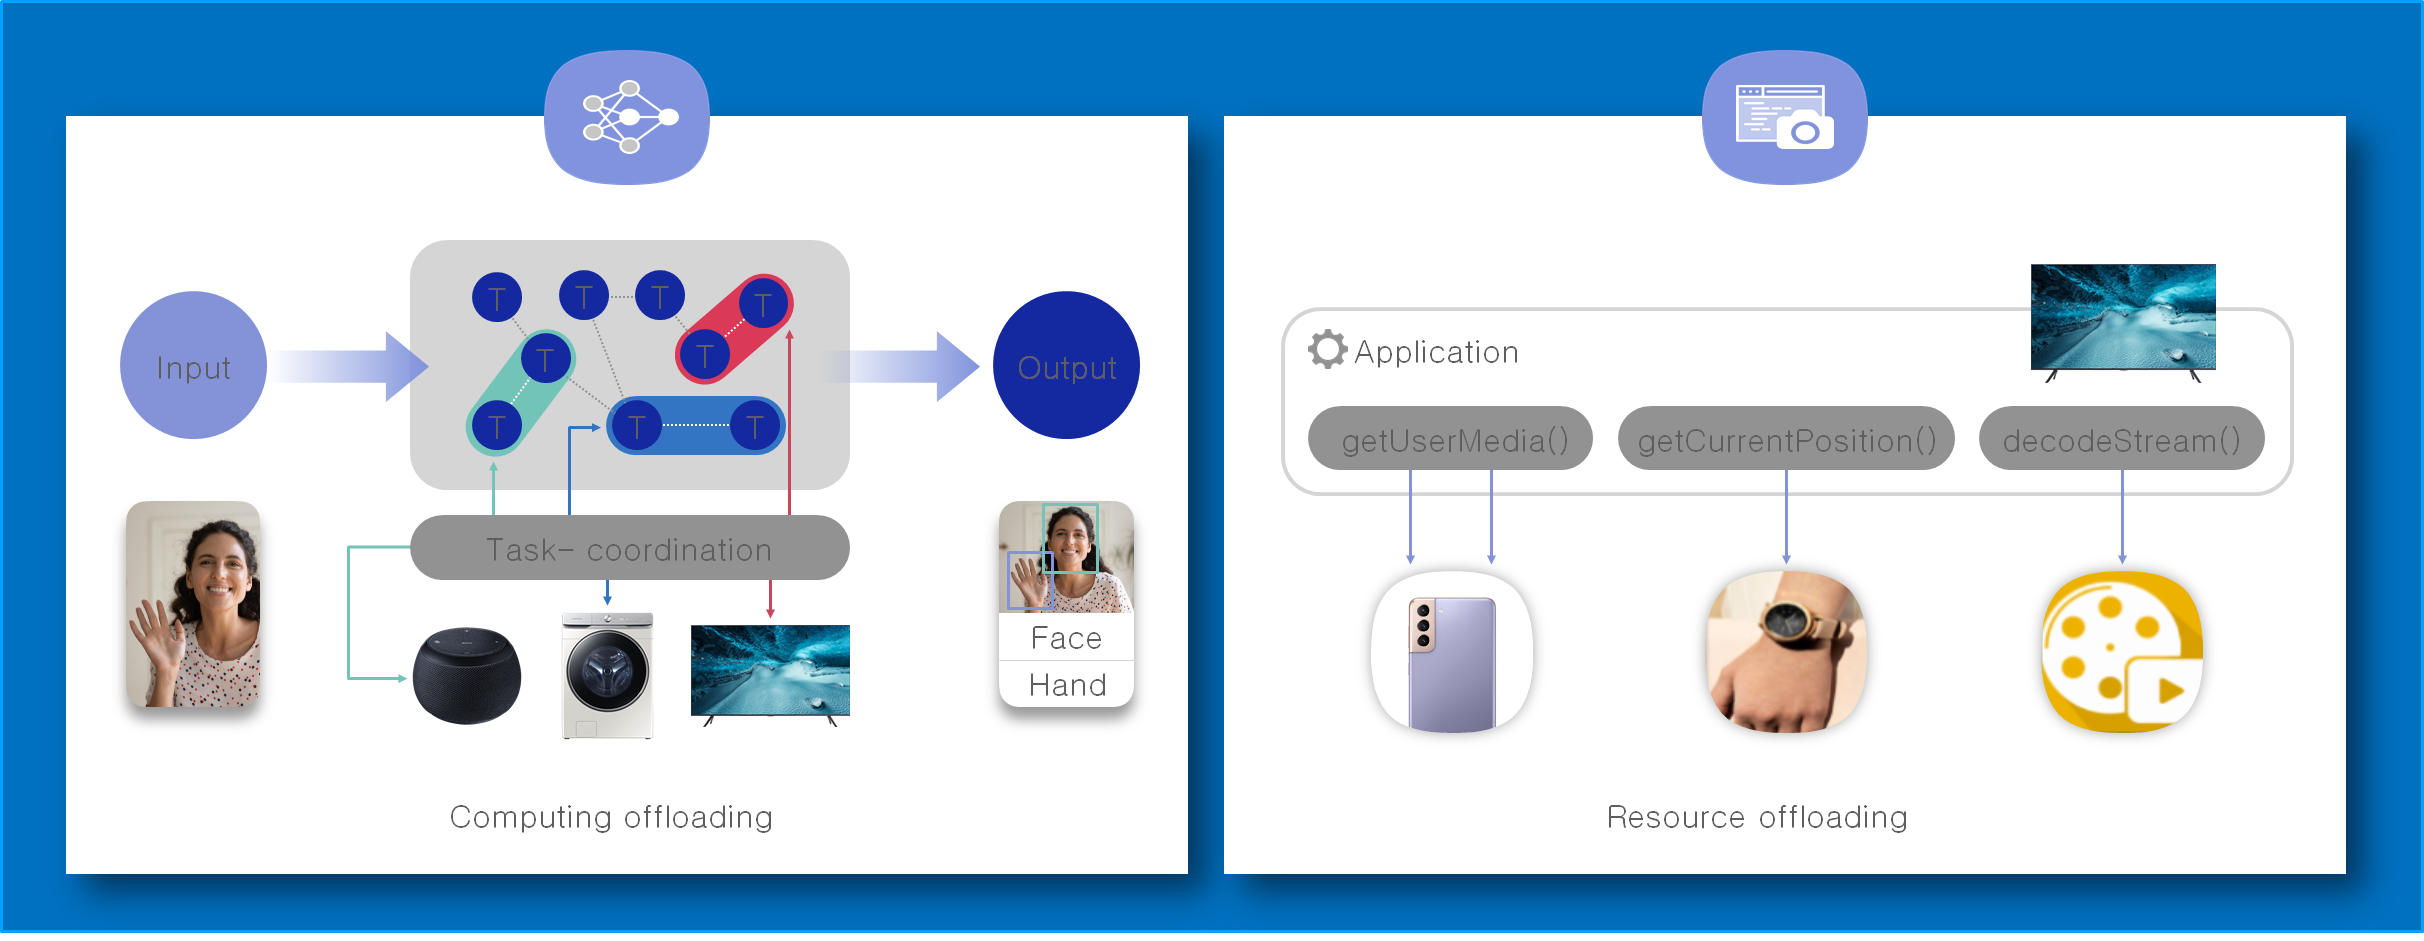 T
T
T
T
T
T
T
T
T
Input
Output
Task- coordination
Face
Hand
Computing offloading
Application
getUserMedia()
getCurrentPosition()
decodeStream()
Resource offloading